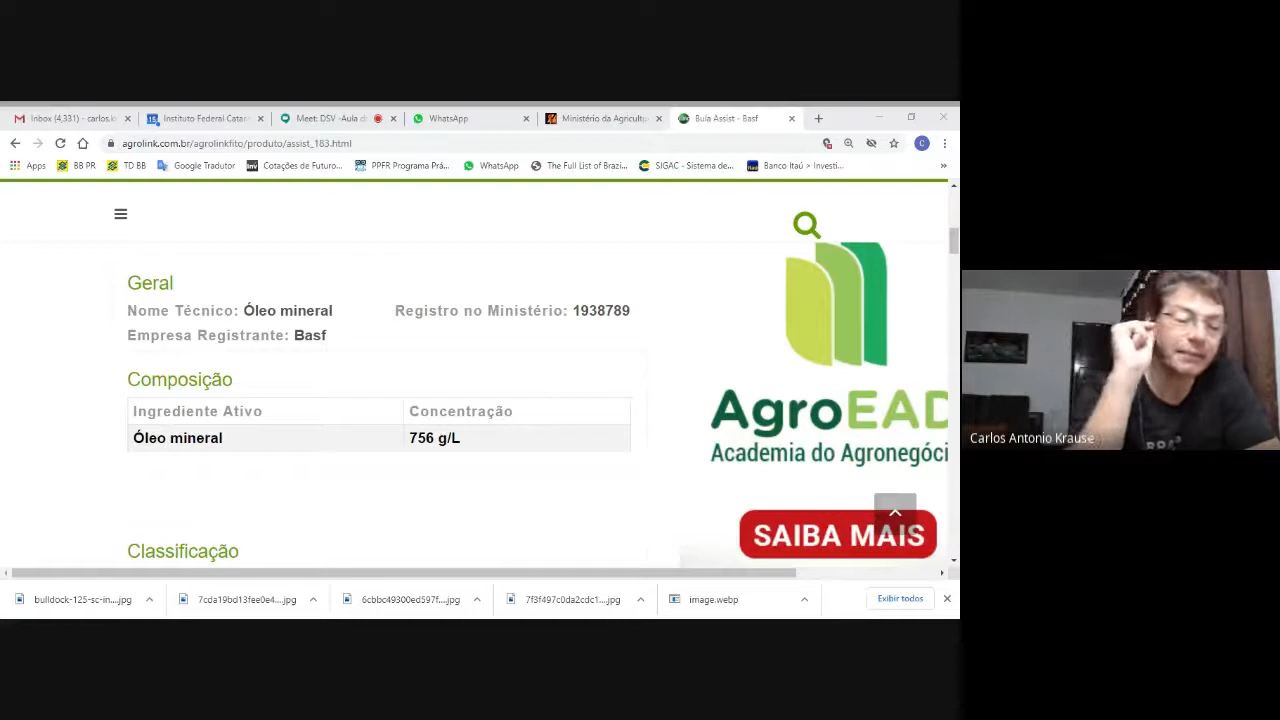 Inbox (4,331) - carlos.k
Instituto Federal Catar
Meet: DSV -Aula d
WhatsApp
Ministério da Agricultu
Bula Assist - Basf
agrolink.com.br/agrolinkfito/produto/assist_183.html
C
Apps
BB PR
TD BB
Google Tradutor
inv
Cotações de Futuro...
PPFR Programa Prá...
WhatsApp
The Full List of Brazi...
SIGAC - Sistema de...
Banco Itaú > Investi...
»
Geral
Nome Técnico: Óleo mineral
Registro no Ministério: 1938789
Empresa Registrante: Basf
Composição
Ingrediente Ativo
Concentração
Óleo mineral
756 g/L
Classificação
AgroEAD
Academia do Agronegóci
SAIBA MAIS
Carlos Antonio Krause
bulldock-125-sc-in....jpg
7cda19bd13fee0e4....jpg
6cbbc49300ed597f....jpg
7f3f497c0da2cdc1....jpg
image.webp
Exibir todos